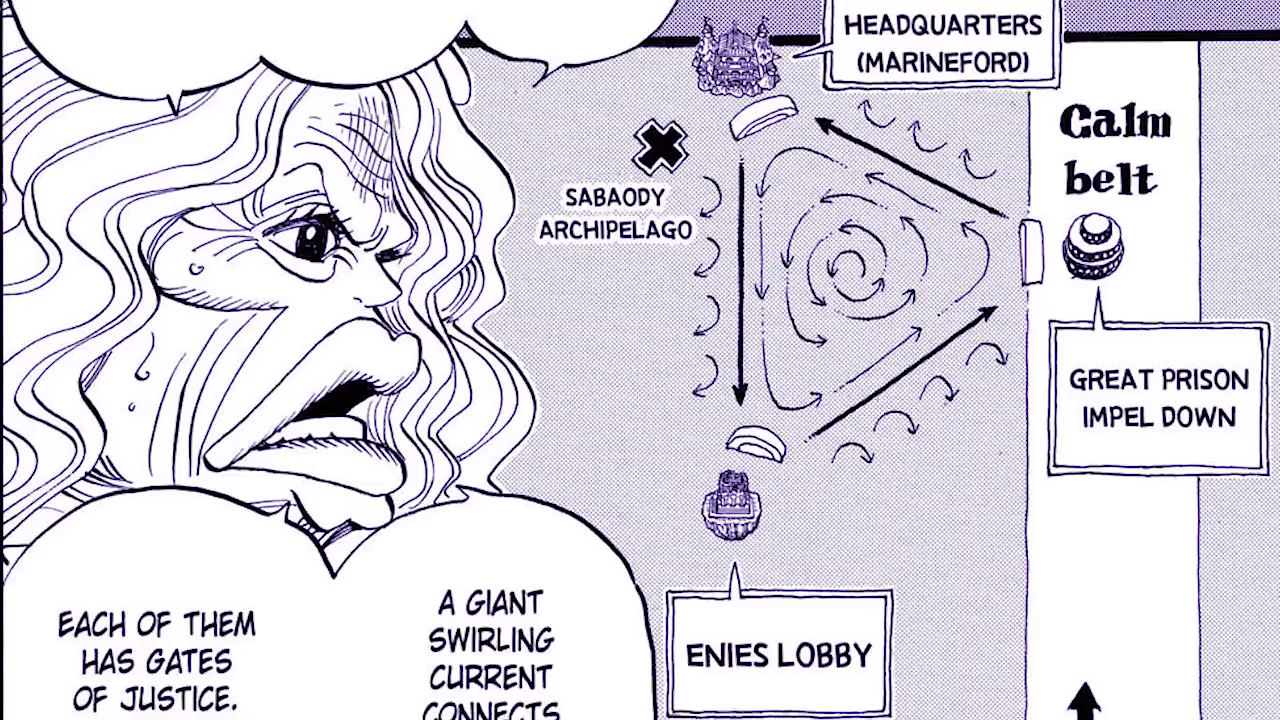 HEADQUARTERS
(MARINEFORD)
Calm
belt
SABAODY
ARCHIPELAGO
GREAT PRISON
IMPEL DOWN
ENIES LOBBY
A GIANT
SWIRLING
CURRENT
CONNECTS
EACH OF THEM
HAS GATES
OF JUSTICE.